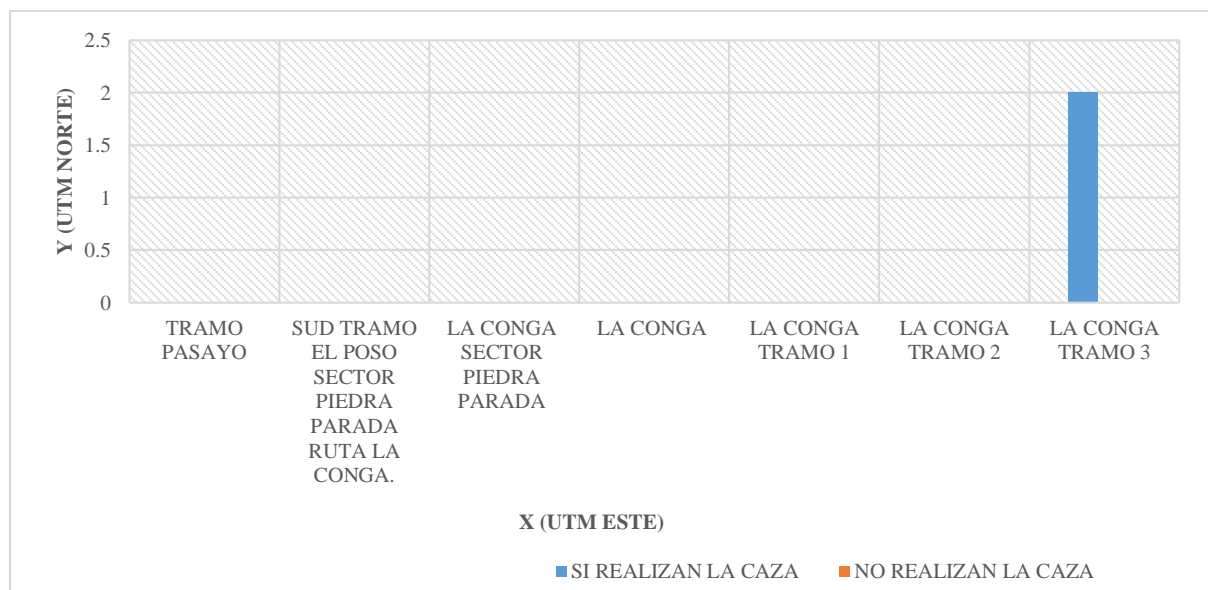 2.5
2
1.5
1
0.5
0
Y (UTM NORTE)
TRAMO
PASAYO
SUD TRAMO
EL POSO
SECTOR
PIEDRA
PARADA
RUTA LA
CONGA.
LA CONGA
SECTOR
PIEDRA
PARADA
LA CONGA
LA CONGA
TRAMO 1
LA CONGA
TRAMO 2
LA CONGA
TRAMO 3
X (UTM ESTE)
SI REALIZAN LA CAZA
NO REALIZAN LA CAZA